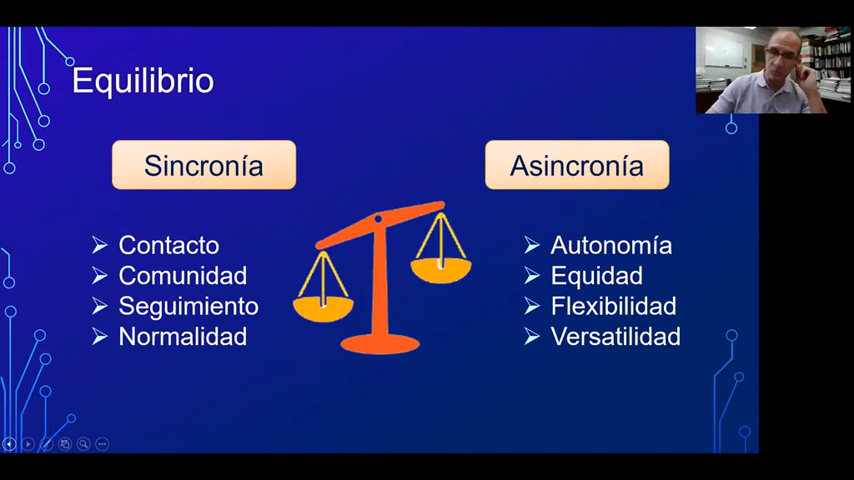 Equilibrio
Sincronía
Asincronía
Contacto
Comunidad
Seguimiento
Normalidad
Autonomía
Equidad
Flexibilidad
Versatilidad